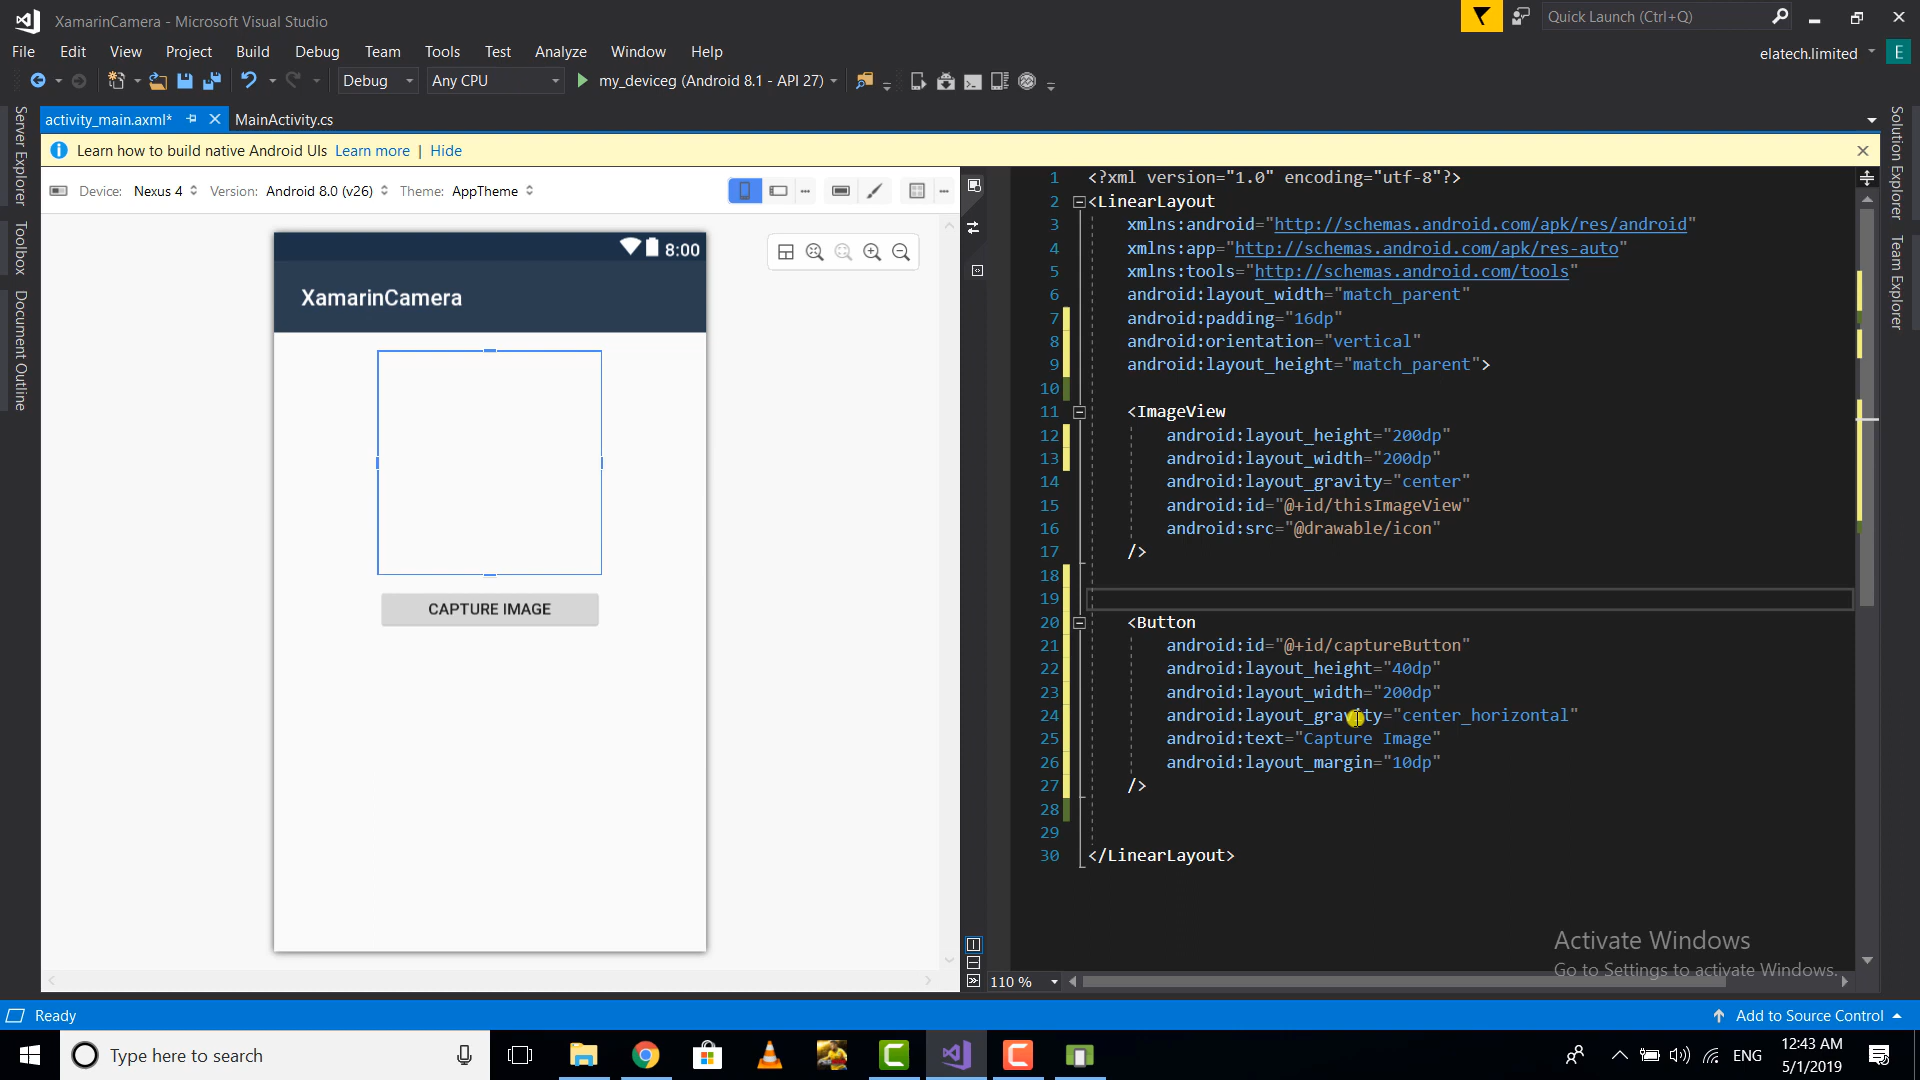 XamarinCamera - Microsoft Visual Studio
Quick Launch (Ctrl+Q)
File Edit View Project Build Debug Team Tools Test Analyze Window Help
elatech.limited E
Debug Any CPU my_deviceg (Android 8.1 - API 27)
Server Explorer
Toolbox
Document Outline
Solution Explorer
Team Explorer
activity_main.axml* MainActivity.cs
Learn how to build native Android UIs Learn more | Hide
Device: Nexus 4 Version: Android 8.0 (v26) Theme: AppTheme
8:00
XamarinCamera
CAPTURE IMAGE
1 <?xml version="1.0" encoding="utf-8"?>
2 <LinearLayout
3 xmlns:android="http://schemas.android.com/apk/res/android"
4 xmlns:app="http://schemas.android.com/apk/res-auto"
5 xmlns:tools="http://schemas.android.com/tools"
6 android:layout_width="match_parent"
7 android:padding="16dp"
8 android:orientation="vertical"
9 android:layout_height="match_parent">
10
11 <ImageView
12 android:layout_height="200dp"
13 android:layout_width="200dp"
14 android:layout_gravity="center"
15 android:id="@+id/thisImageView"
16 android:src="@drawable/icon"
17 />
18
19
20 <Button
21 android:id="@+id/captureButton"
22 android:layout_height="40dp"
23 android:layout_width="200dp"
24 android:layout_gravity="center_horizontal"
25 android:text="Capture Image"
26 android:layout_margin="10dp"
27 />
28
29
30 </LinearLayout>
Activate Windows
Go to Settings to activate Windows.
110 %
Ready
Add to Source Control
Type here to search
ENG
12:43 AM
5/1/2019